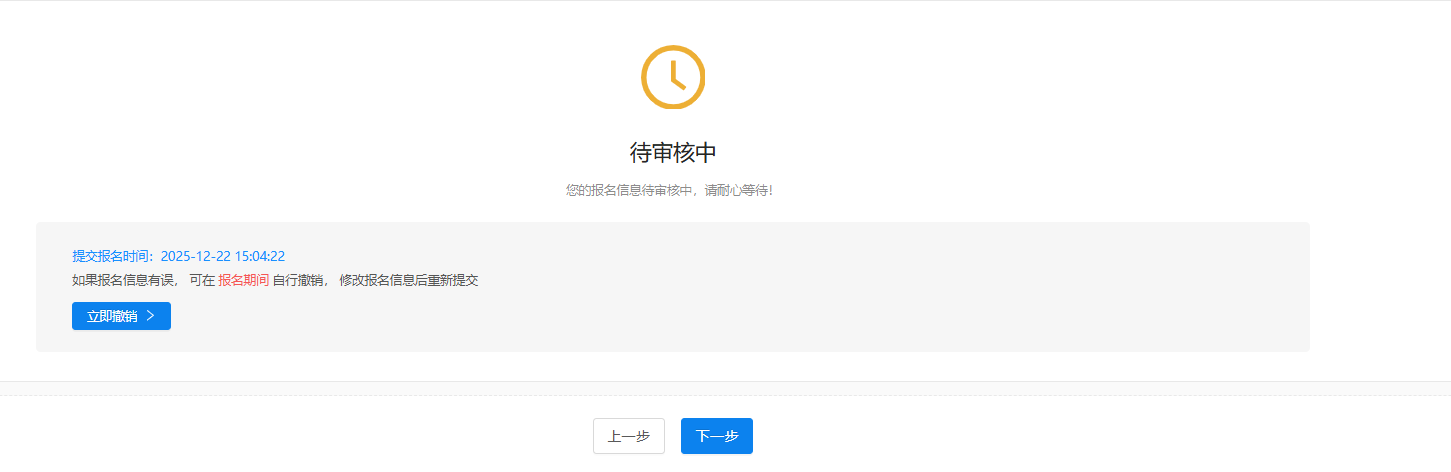 待审核中
您的报名信息待审核中，请耐心等待！
提交报名时间：2025-12-22 15:04:22
如果报名信息有误， 可在 报名期间 自行撤销， 修改报名信息后重新提交
立即撤销 >
上一步 下一步